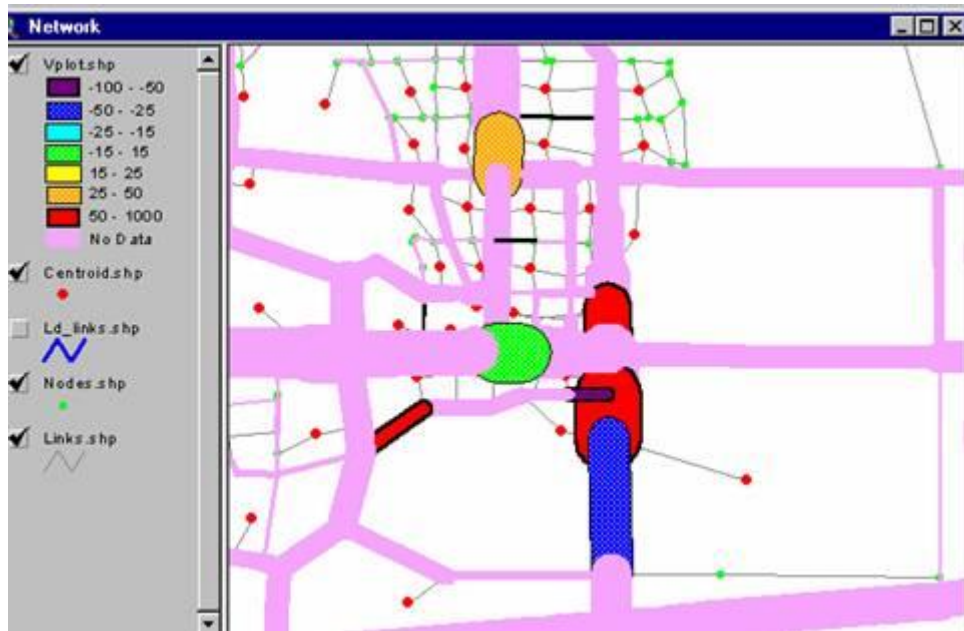 Network
Vplot.shp
-100 - -50
-50 - -25
-25 - -15
-15 - 15
15 - 25
25 - 50
50 - 1000
No Data
Centroid.shp
Ld_links.shp
Nodes.shp
Links.shp